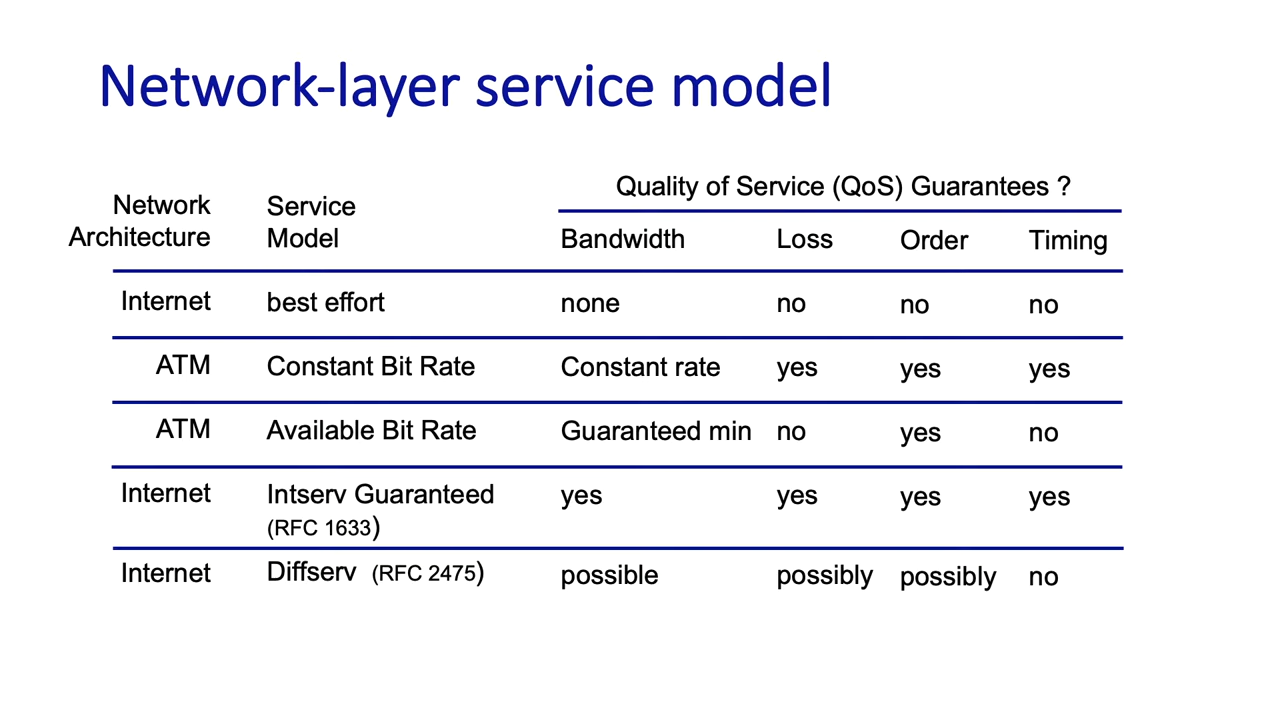 Network-layer service model
Quality of Service (QoS) Guarantees ?
Network Architecture Service Model Bandwidth Loss Order Timing
Internet best effort none no no no
ATM Constant Bit Rate Constant rate yes yes yes
ATM Available Bit Rate Guaranteed min no yes no
Internet Intserv Guaranteed (RFC 1633) yes yes yes yes
Internet Diffserv (RFC 2475) possible possibly possibly no